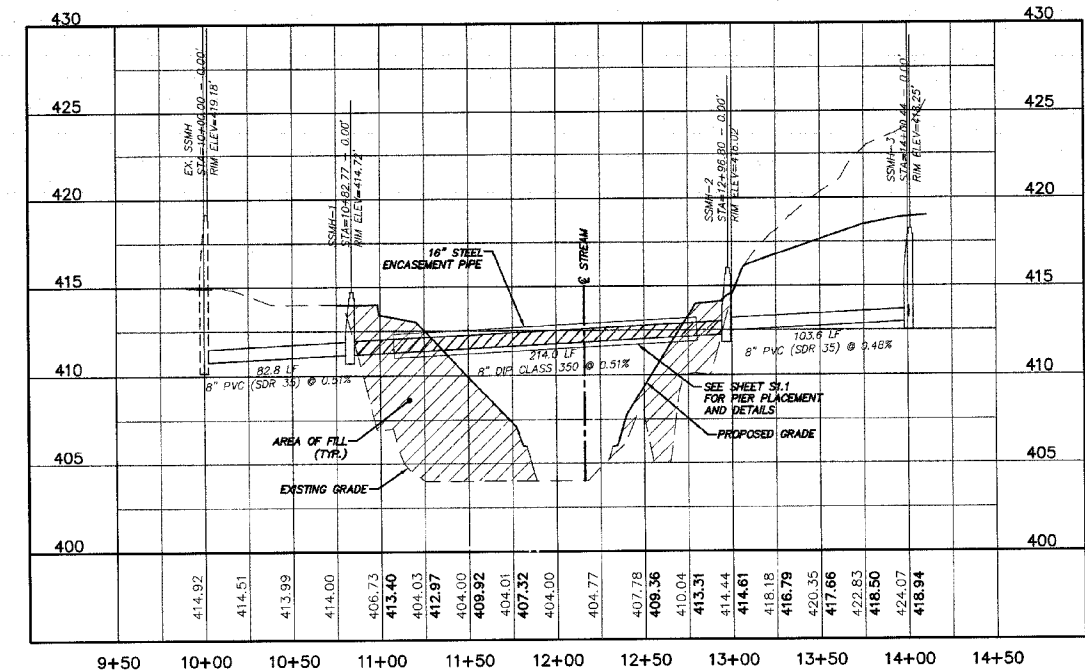 430
425
420
415
410
405
400
430
425
420
415
410
405
400
EX. SSMH
STA=10+00.00 - 0.00'
RIM ELEV=419.18'
SSMH-1
STA=10+82.77 - 0.00'
RIM ELEV=414.72'
SSMH-2
STA=12+96.80 - 0.00'
RIM ELEV=416.02'
SSMH-3
STA=14+00.44 - 0.00'
RIM ELEV=418.25'
16" STEEL
ENCASEMENT PIPE
℄ STREAM
82.8 LF
8" PVC (SDR 35) @ 0.51%
214.0 LF
8" DIP CLASS 350 @ 0.51%
103.6 LF
8" PVC (SDR 35) @ 0.48%
SEE SHEET S1.1
FOR PIER PLACEMENT
AND DETAILS
PROPOSED GRADE
AREA OF FILL
(TYP.)
EXISTING GRADE
414.92
414.51
413.99
414.00
406.73
413.40
404.03
412.97
404.00
409.92
404.01
407.32
404.00
404.77
407.78
409.36
410.04
413.31
414.44
414.61
418.18
416.79
420.35
417.66
422.83
418.50
424.07
418.94
9+50 10+00 10+50 11+00 11+50 12+00 12+50 13+00 13+50 14+00 14+50